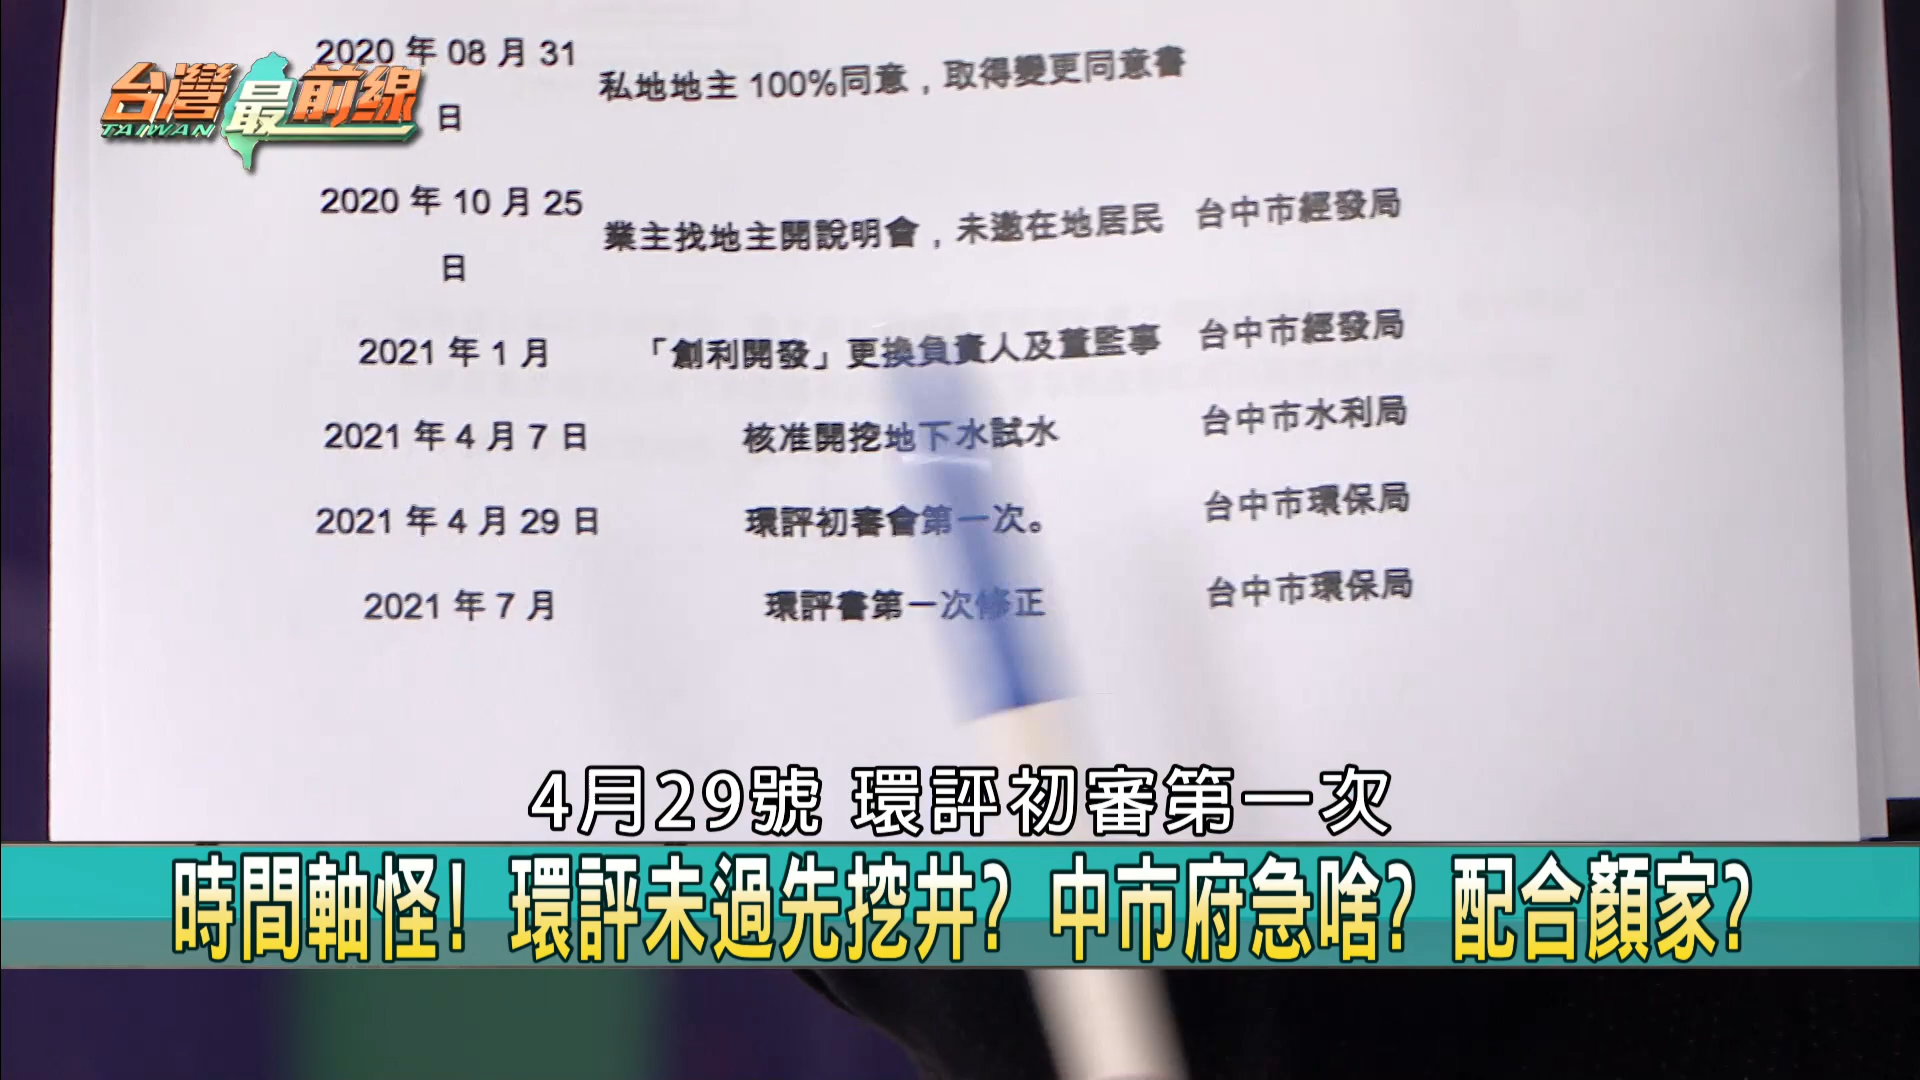 2020 年 08 月 31 日
私地地主 100%同意，取得變更同意書
台灣最前線
TAIWAN
2020 年 10 月 25 日
業主找地主開說明會，未邀在地居民 台中市經發局
2021 年 1 月 「創利開發」更換負責人及董監事 台中市經發局
2021 年 4 月 7 日 核准開挖地下水試水 台中市水利局
2021 年 4 月 29 日 環評初審會第一次。 台中市環保局
2021 年 7 月 環評書第一次修正 台中市環保局
4月29號 環評初審第一次
時間軸怪！環評未過先挖井？中市府急啥？配合顏家？